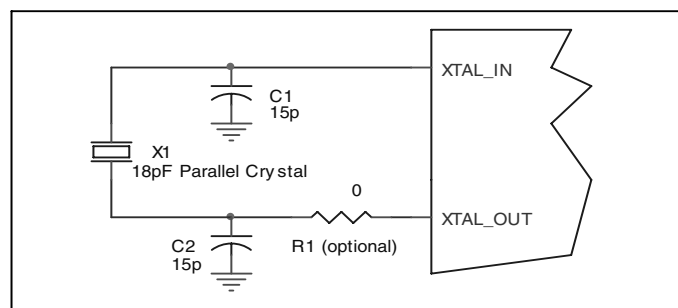 XTAL_IN
C1
15p
X1
18pF Parallel Crystal
0
XTAL_OUT
C2
15p
R1 (optional)